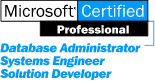 Microsoft® Certified
Professional
Database Administrator
Systems Engineer
Solution Developer